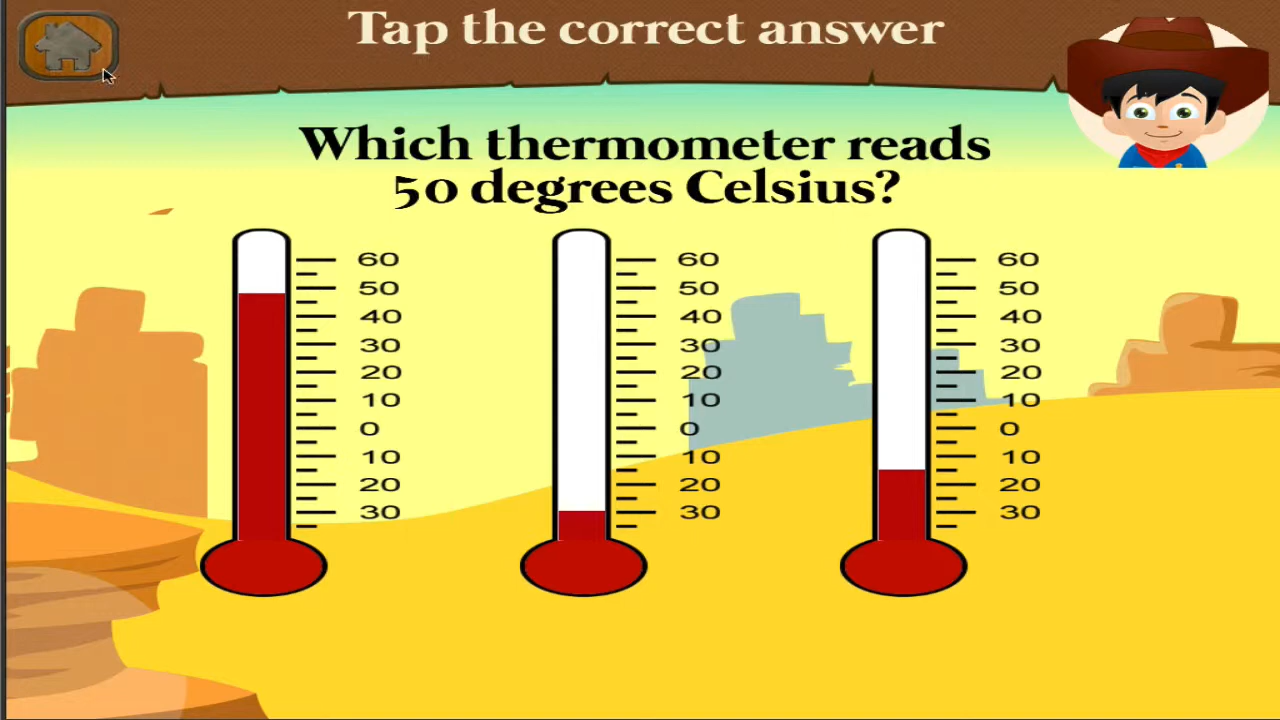 Tap the correct answer
Which thermometer reads
50 degrees Celsius?
60 60 60
50 50 50
40 40 40
30 30 30
20 20 20
10 10 10
0 0 0
10 10 10
20 20 20
30 30 30